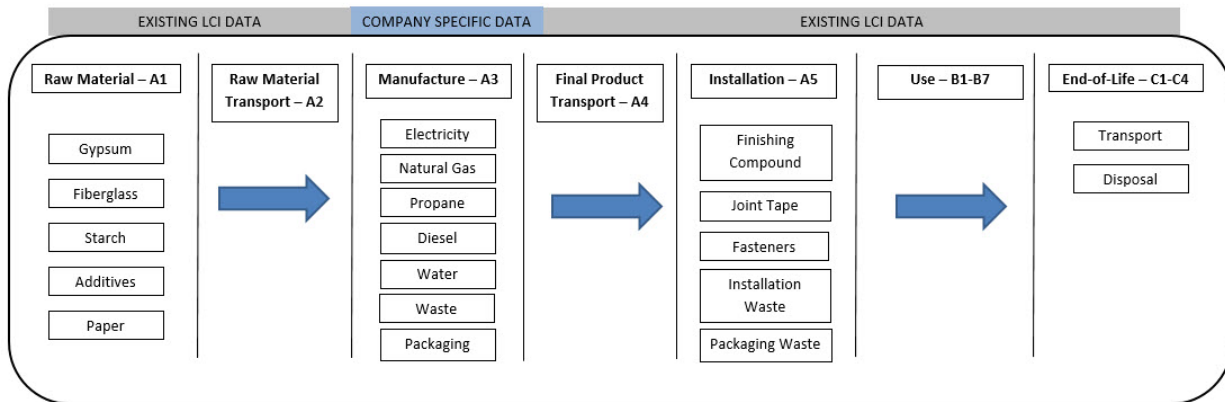 EXISTING LCI DATA
COMPANY SPECIFIC DATA
EXISTING LCI DATA
Raw Material – A1
Gypsum
Fiberglass
Starch
Additives
Paper
Raw Material
Transport – A2
Manufacture – A3
Electricity
Natural Gas
Propane
Diesel
Water
Waste
Packaging
Final Product
Transport – A4
Installation – A5
Finishing
Compound
Joint Tape
Fasteners
Installation
Waste
Packaging Waste
Use – B1-B7
End-of-Life – C1-C4
Transport
Disposal